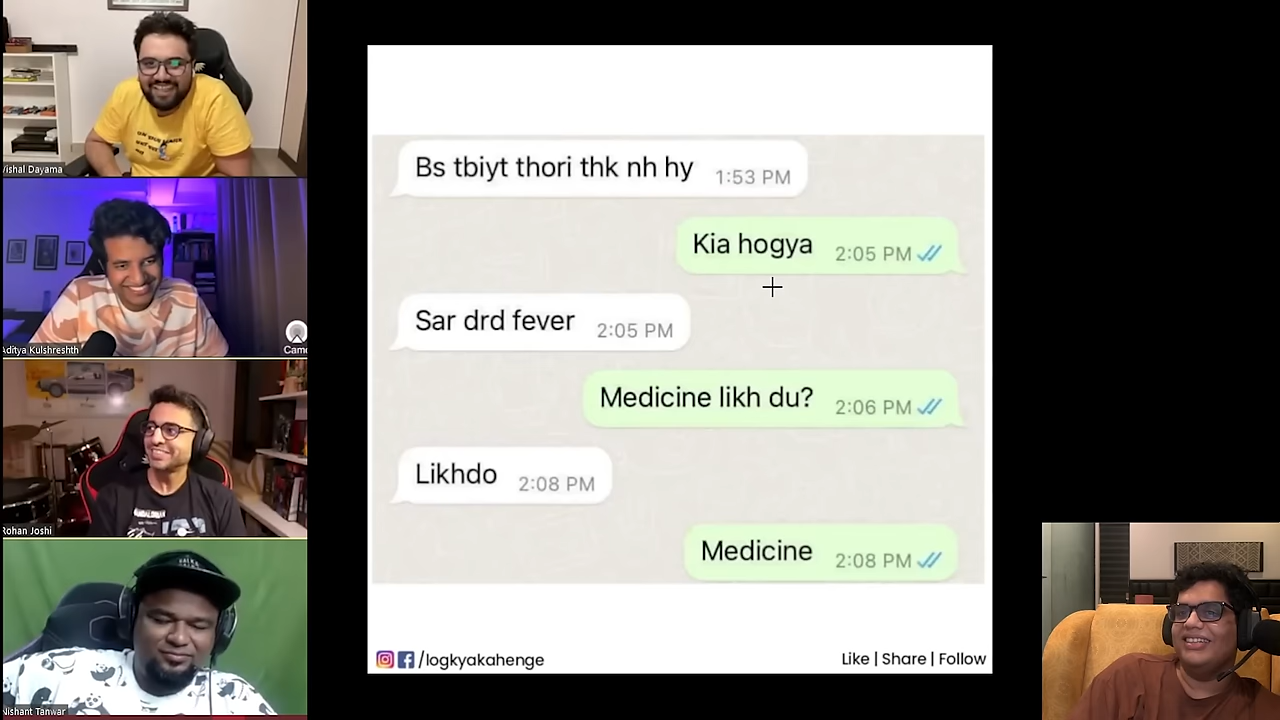 Vishal Dayama
Bs tbiyt thori thk nh hy 1:53 PM
Kia hogya 2:05 PM
Aditya Kulshreshth
Came
Sar drd fever 2:05 PM
Medicine likh du? 2:06 PM
Likhdo 2:08 PM
Rohan Joshi
Medicine 2:08 PM
/logkyakahenge
Like | Share | Follow
Nishant Tanwar